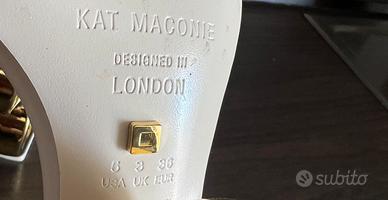 KAT MACONIE
DESIGNED IN
LONDON
6 3 36
USA UK EUR
subito